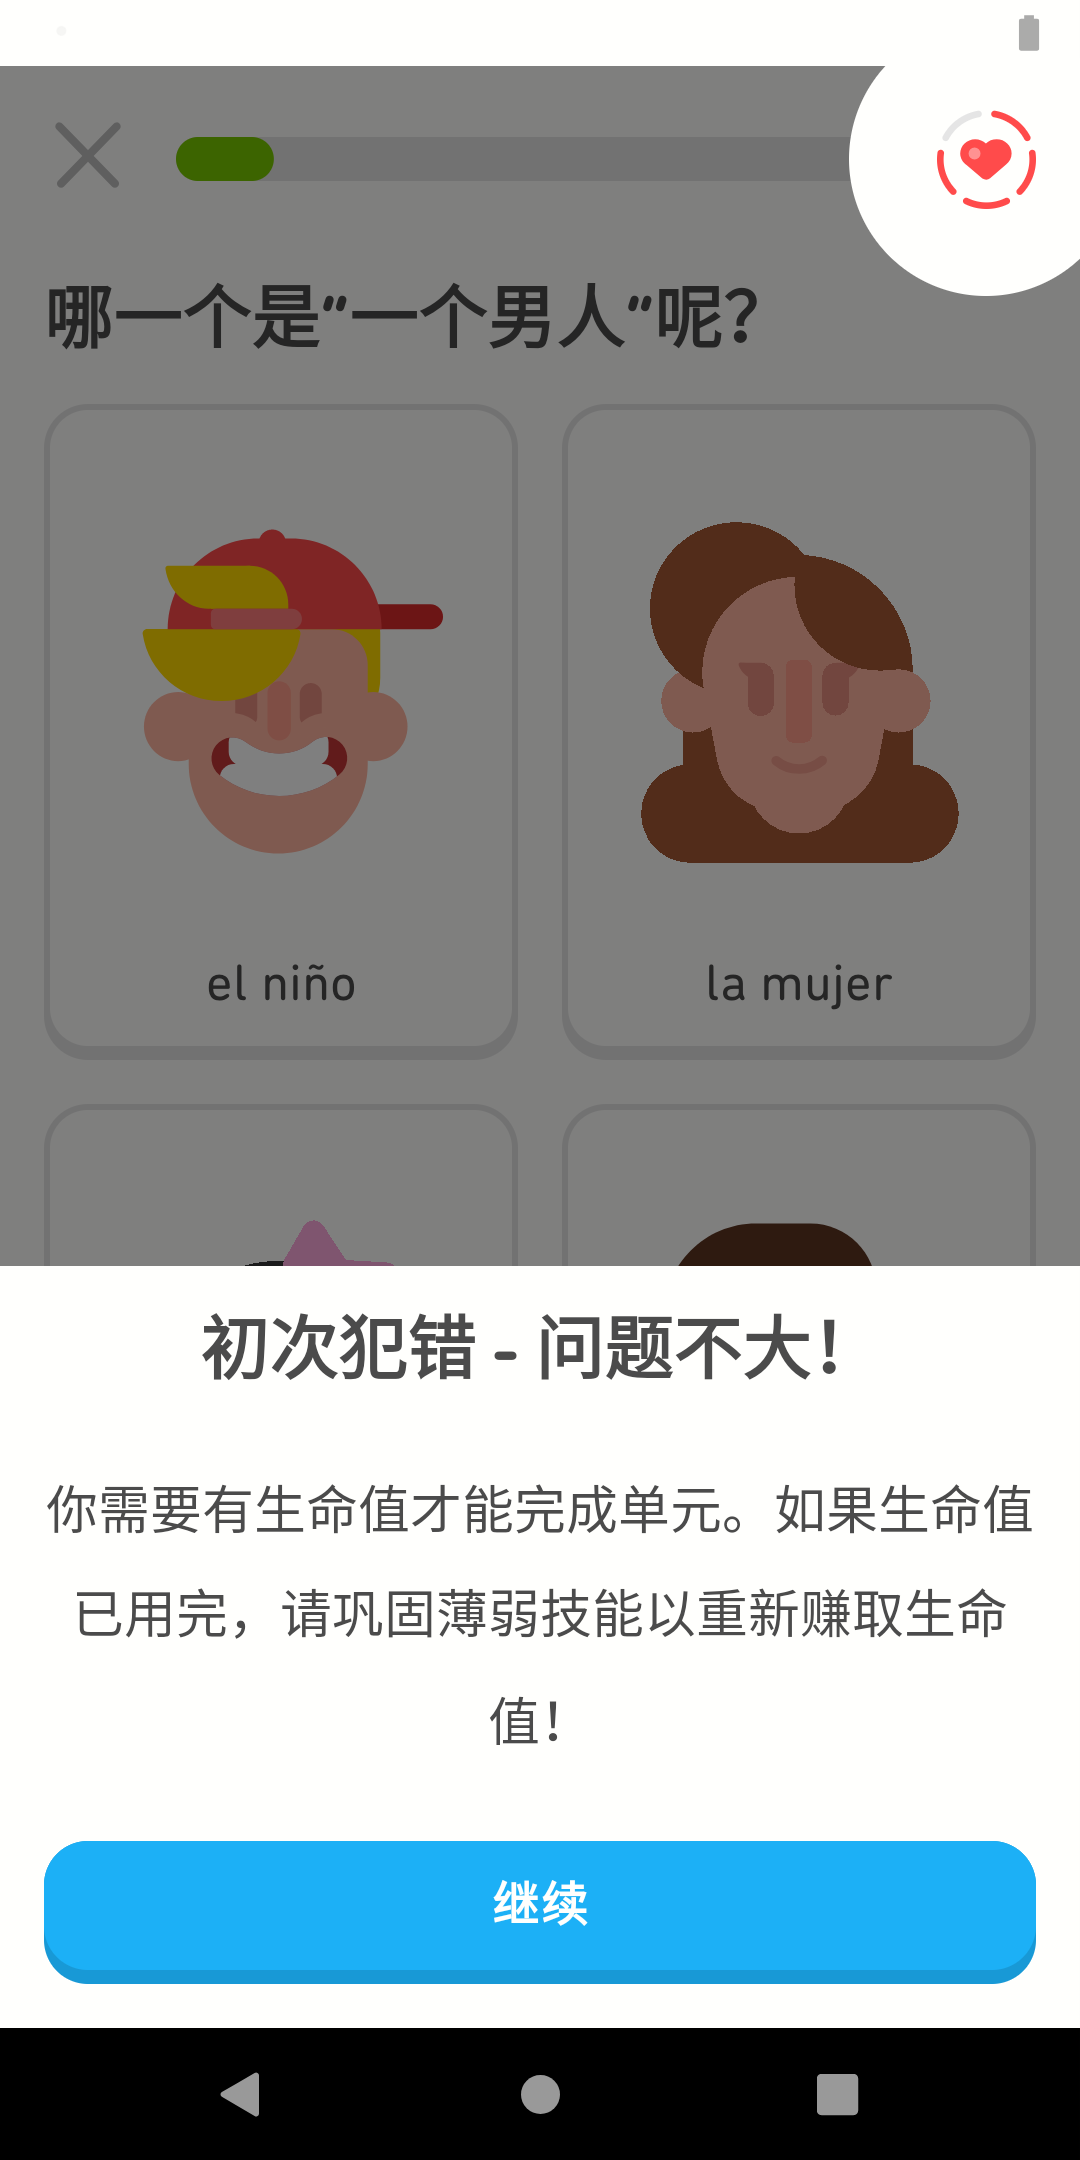 哪一个是“一个男人”呢？
el niño
la mujer
初次犯错 - 问题不大！
你需要有生命值才能完成单元。如果生命值
已用完，请巩固薄弱技能以重新赚取生命
值！
继续